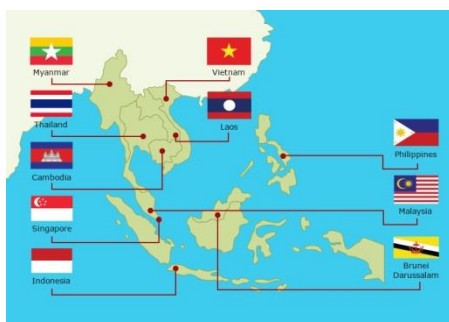 Myanmar
Vietnam
Thailand
Laos
Philippines
Cambodia
Malaysia
Singapore
Indonesia
Brunei
Darussalam